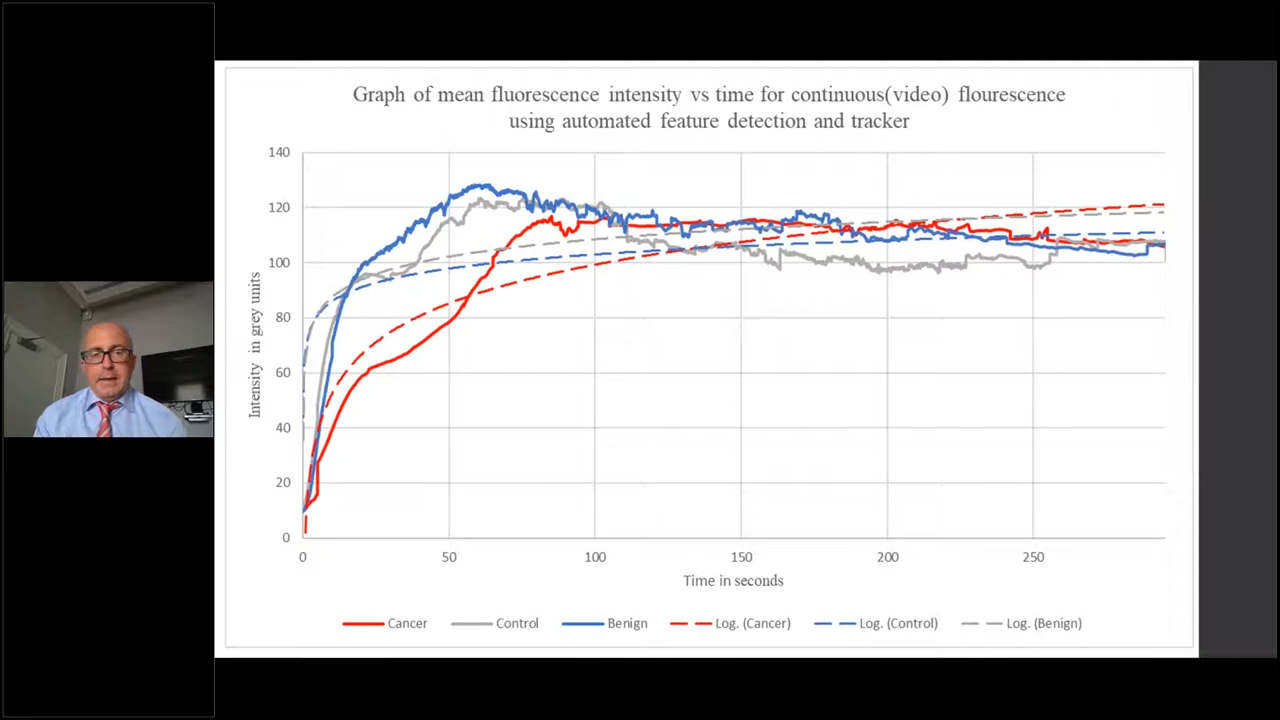 Graph of mean fluorescence intensity vs time for continuous(video) flourescence
using automated feature detection and tracker
140
120
100
80
60
40
20
0
Intensity in grey units
0 50 100 150 200 250
Time in seconds
Cancer Control Benign Log. (Cancer) Log. (Control) Log. (Benign)